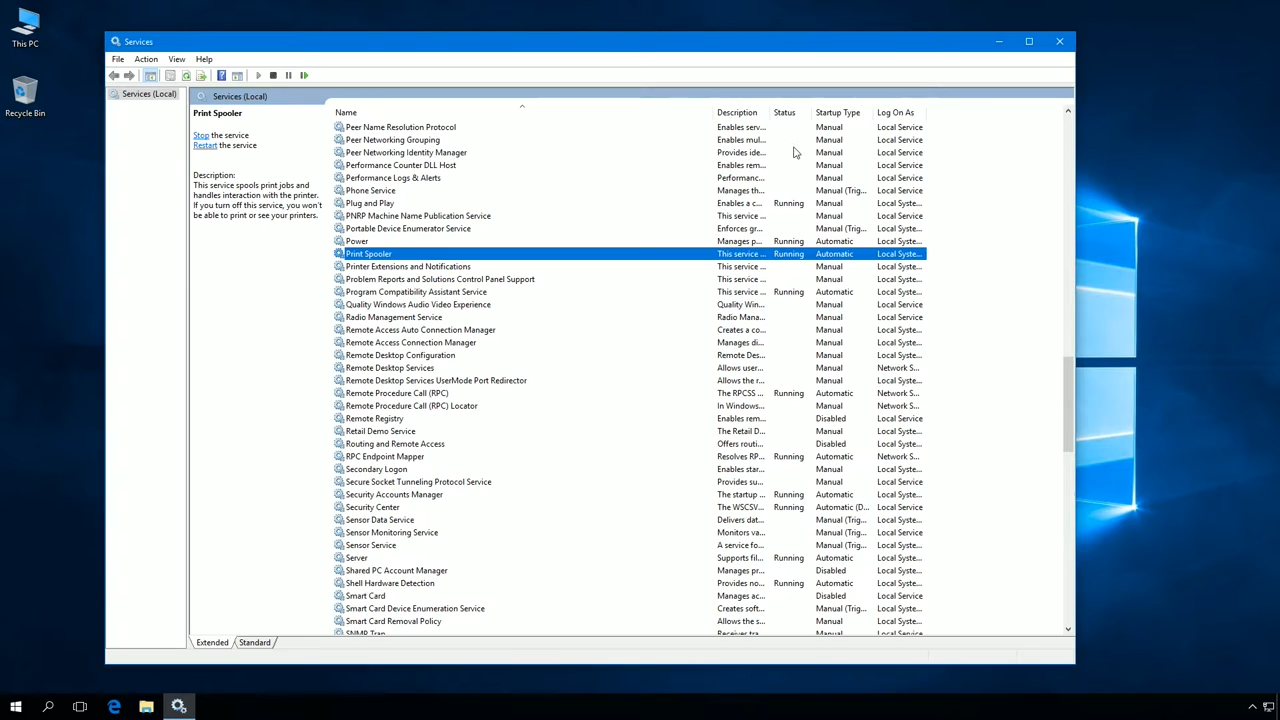 This PC
Recycle Bin
Services
File Action View Help
Services (Local)
Services (Local)
Print Spooler
Stop the service
Restart the service
Description:
This service spools print jobs and
handles interaction with the printer.
If you turn off this service, you won't
be able to print or see your printers.
Name Description Status Startup Type Log On As
Peer Name Resolution Protocol Enables serv... Manual Local Service
Peer Networking Grouping Enables mul... Manual Local Service
Peer Networking Identity Manager Provides ide... Manual Local Service
Performance Counter DLL Host Enables rem... Manual Local Service
Performance Logs & Alerts Performanc... Manual Local Service
Phone Service Manages th... Manual (Trig... Local Service
Plug and Play Enables a c... Running Manual Local Syste...
PNRP Machine Name Publication Service This service ... Manual Local Service
Portable Device Enumerator Service Enforces gr... Manual (Trig... Local Syste...
Power Manages p... Running Automatic Local Syste...
Print Spooler This service ... Running Automatic Local Syste...
Printer Extensions and Notifications This service ... Manual Local Syste...
Problem Reports and Solutions Control Panel Support This service ... Manual Local Syste...
Program Compatibility Assistant Service This service ... Running Automatic Local Syste...
Quality Windows Audio Video Experience Quality Win... Manual Local Service
Radio Management Service Radio Mana... Manual Local Service
Remote Access Auto Connection Manager Creates a co... Manual Local Syste...
Remote Access Connection Manager Manages di... Manual Local Syste...
Remote Desktop Configuration Remote Des... Manual Local Syste...
Remote Desktop Services Allows user... Manual Network S...
Remote Desktop Services UserMode Port Redirector Allows the r... Manual Local Syste...
Remote Procedure Call (RPC) The RPCSS ... Running Automatic Network S...
Remote Procedure Call (RPC) Locator In Windows... Manual Network S...
Remote Registry Enables rem... Disabled Local Service
Retail Demo Service The Retail D... Manual Local Syste...
Routing and Remote Access Offers routi... Disabled Local Syste...
RPC Endpoint Mapper Resolves RP... Running Automatic Network S...
Secondary Logon Enables star... Manual Local Syste...
Secure Socket Tunneling Protocol Service Provides su... Manual Local Service
Security Accounts Manager The startup ... Running Automatic Local Syste...
Security Center The WSCSV... Running Automatic (D... Local Service
Sensor Data Service Delivers dat... Manual (Trig... Local Syste...
Sensor Monitoring Service Monitors va... Manual (Trig... Local Service
Sensor Service A service fo... Manual (Trig... Local Syste...
Server Supports fil... Running Automatic Local Syste...
Shared PC Account Manager Manages pr... Disabled Local Syste...
Shell Hardware Detection Provides no... Running Automatic Local Syste...
Smart Card Manages ac... Disabled Local Service
Smart Card Device Enumeration Service Creates soft... Manual (Trig... Local Syste...
Smart Card Removal Policy Allows the s... Manual Local Syste...
SNMP Trap Receives tra... Manual Local Service
Extended Standard